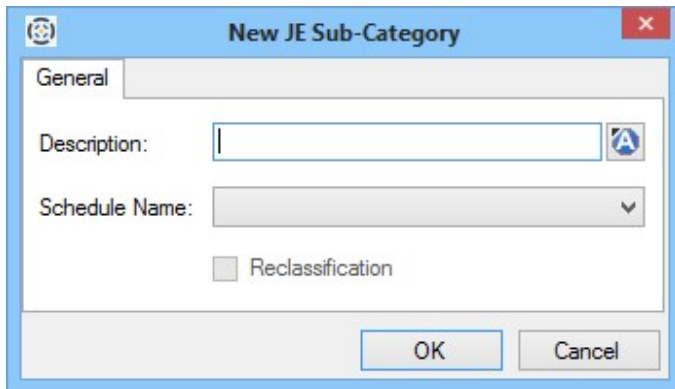 New JE Sub-Category
General
Description:
Schedule Name:
Reclassification
OK Cancel